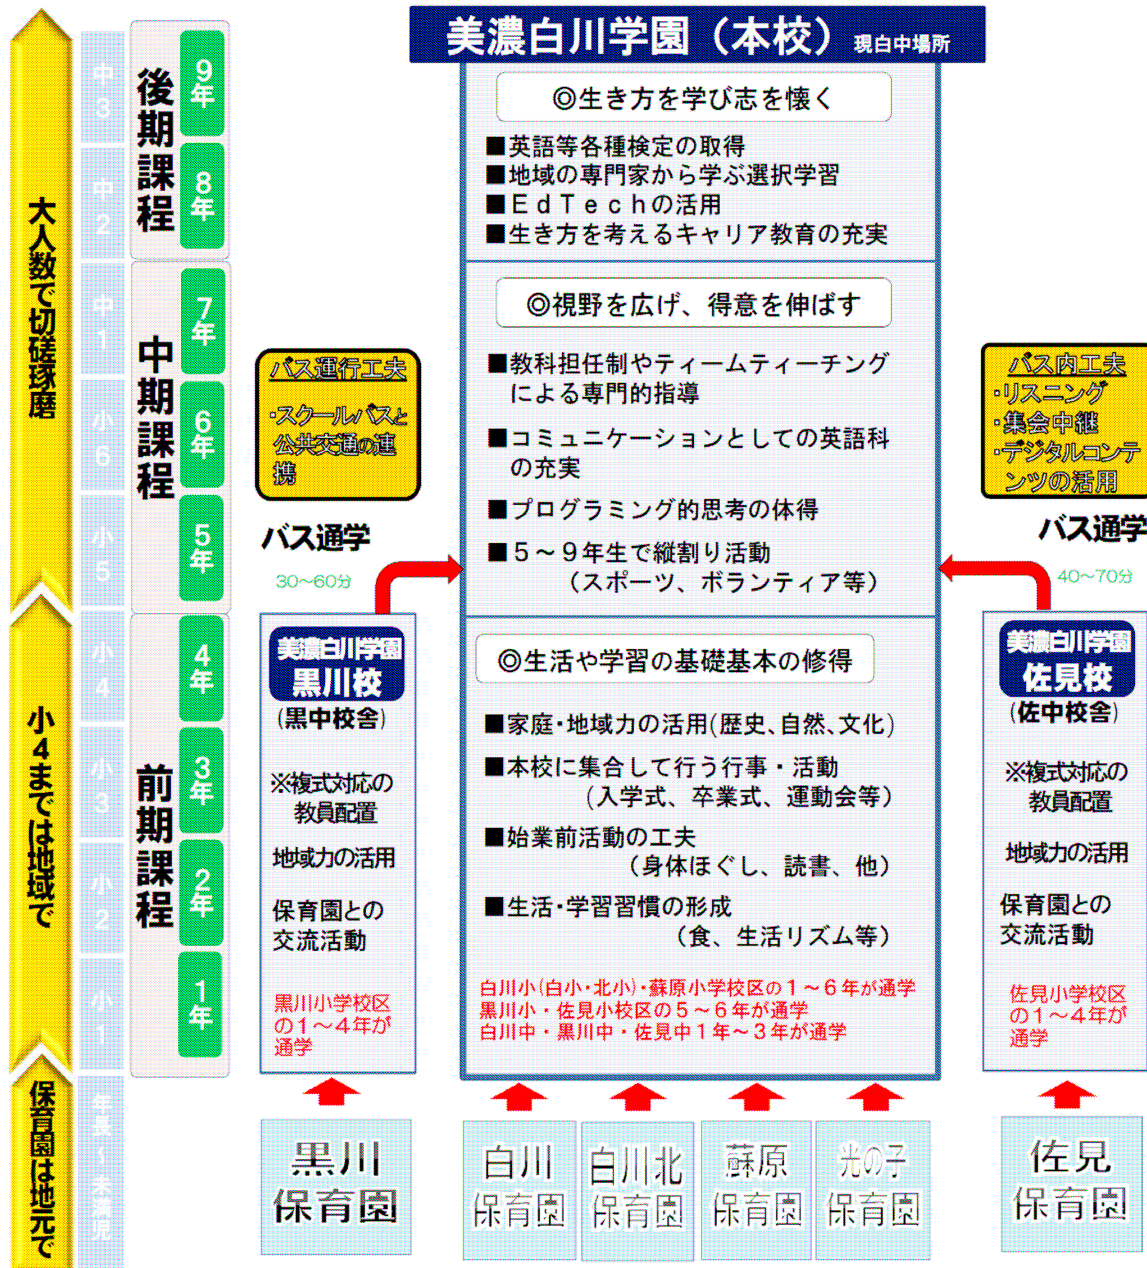 美濃白川学園（本校）現白中場所
大人数で切磋琢磨
小4までは地域で
保育園は地元で
中3
中2
中1
小6
小5
小4
小3
小2
小1
年長～未満児
後期課程
中期課程
前期課程
9年
8年
7年
6年
5年
4年
3年
2年
1年
◎生き方を学び志を懐く
■英語等各種検定の取得
■地域の専門家から学ぶ選択学習
■ＥｄＴｅｃｈの活用
■生き方を考えるキャリア教育の充実
◎視野を広げ、得意を伸ばす
■教科担任制やティームティーチング
による専門的指導
■コミュニケーションとしての英語科
の充実
■プログラミング的思考の体得
■５～９年生で縦割り活動
（スポーツ、ボランティア等）
◎生活や学習の基礎基本の修得
■家庭・地域力の活用(歴史、自然、文化)
■本校に集合して行う行事・活動
（入学式、卒業式、運動会等）
■始業前活動の工夫
（身体ほぐし、読書、他）
■生活・学習習慣の形成
（食、生活リズム等）
白川小(白小・北小)・蘇原小学校区の１～６年が通学
黒川小・佐見小校区の５～６年が通学
白川中・黒川中・佐見中１年～３年が通学
バス運行工夫
・スクールバスと
公共交通の連
携
バス通学
30～60分
美濃白川学園
黒川校
(黒中校舎)
※複式対応の
教員配置
地域力の活用
保育園との
交流活動
黒川小学校区
の１～４年が
通学
バス内工夫
・リスニング
・集会中継
・デジタルコンテ
ンツの活用
バス通学
40～70分
美濃白川学園
佐見校
(佐中校舎)
※複式対応の
教員配置
地域力の活用
保育園との
交流活動
佐見小学校区
の１～４年が
通学
黒川
保育園
白川
保育園
白川北
保育園
蘇原
保育園
光の子
保育園
佐見
保育園